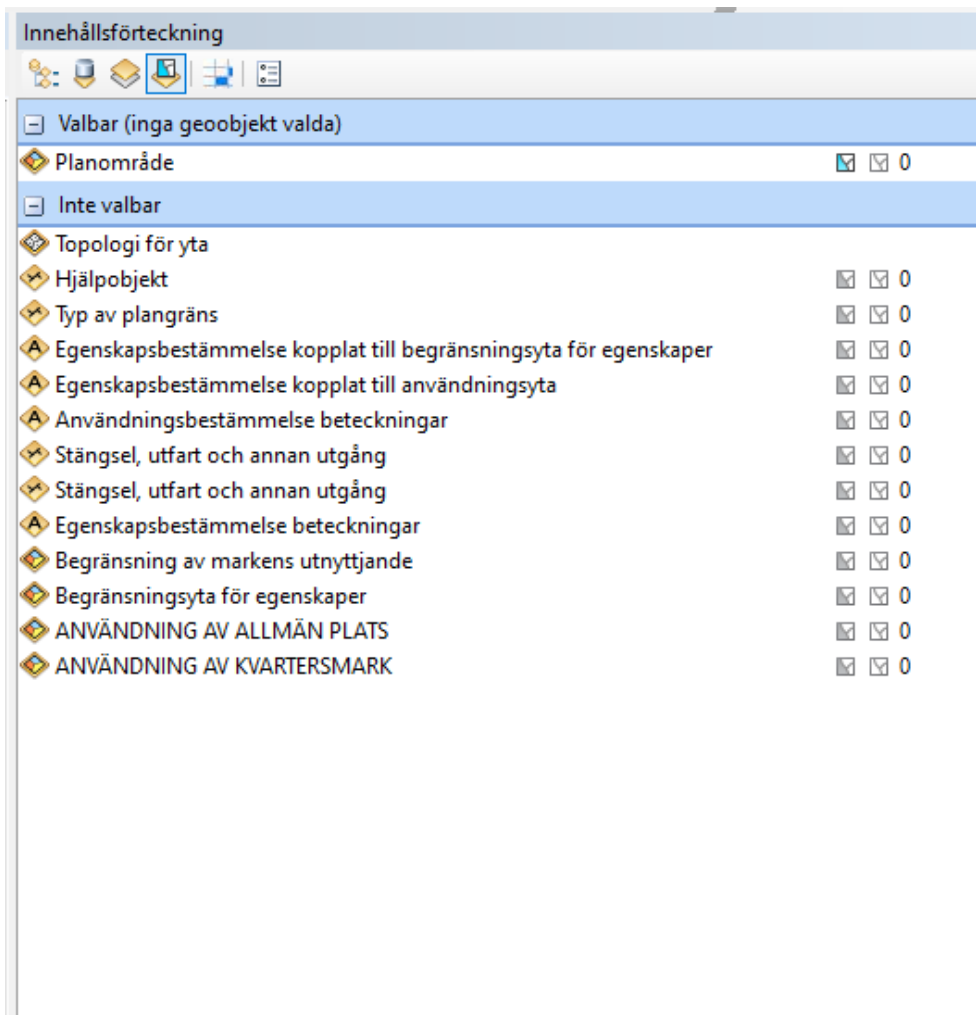 Innehållsförteckning
Valbar (inga geoobjekt valda)
Planområde 0
Inte valbar
Topologi för yta
Hjälpobjekt 0
Typ av plangräns 0
Egenskapsbestämmelse kopplat till begränsningsyta för egenskaper 0
Egenskapsbestämmelse kopplat till användningsyta 0
Användningsbestämmelse beteckningar 0
Stängsel, utfart och annan utgång 0
Stängsel, utfart och annan utgång 0
Egenskapsbestämmelse beteckningar 0
Begränsning av markens utnyttjande 0
Begränsningsyta för egenskaper 0
ANVÄNDNING AV ALLMÄN PLATS 0
ANVÄNDNING AV KVARTERSMARK 0